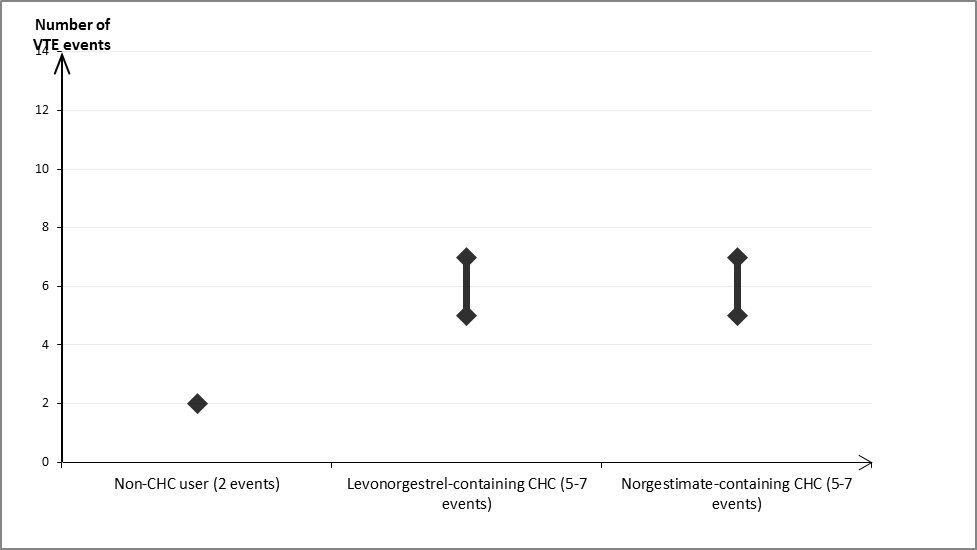 Number of
VTE events
14
12
10
8
6
4
2
0
Non-CHC user (2 events)
Levonorgestrel-containing CHC (5-7
events)
Norgestimate-containing CHC (5-7
events)